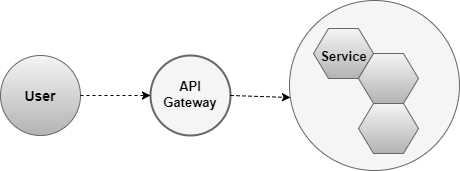 User
API
Gateway
Service